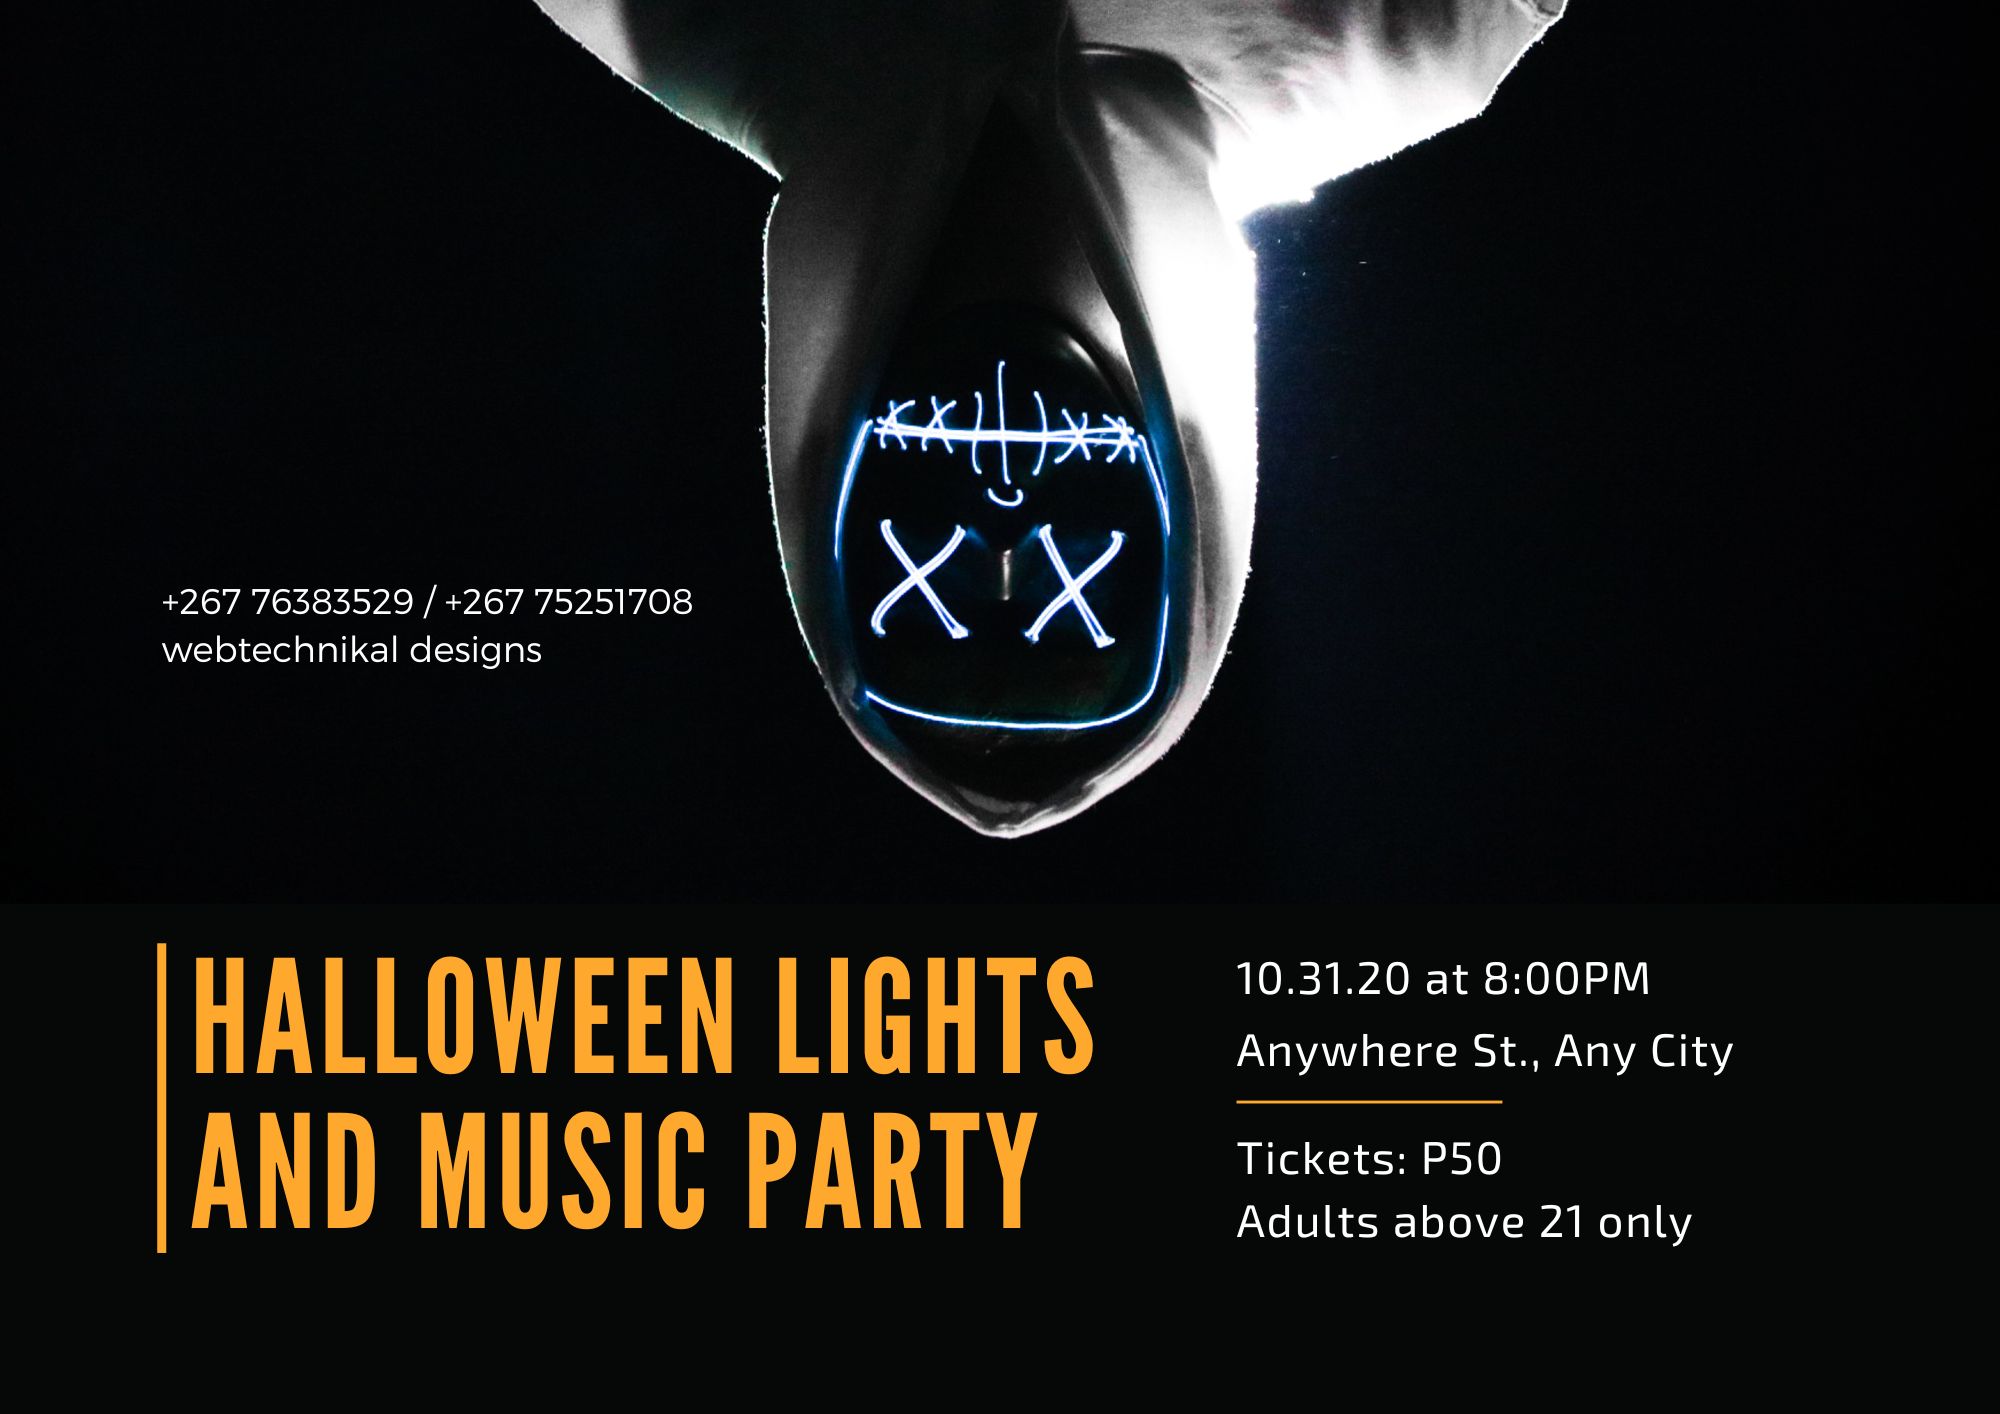 +267 76383529 / +267 75251708
webtechnikal designs
HALLOWEEN LIGHTS
AND MUSIC PARTY
10.31.20 at 8:00PM
Anywhere St., Any City
Tickets: P50
Adults above 21 only